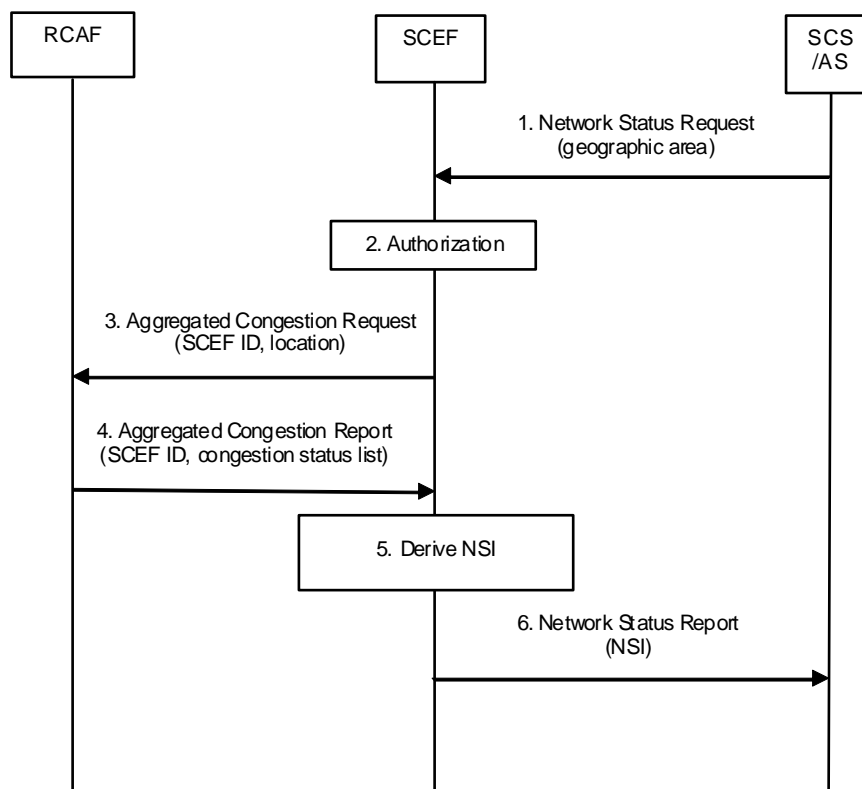 RCAF
SCEF
SCS
/AS
1. Network Status Request
(geographic area)
2. Authorization
3. Aggregated Congestion Request
(SCEF ID, location)
4. Aggregated Congestion Report
(SCEF ID, congestion status list)
5. Derive NSI
6. Network Status Report
(NSI)